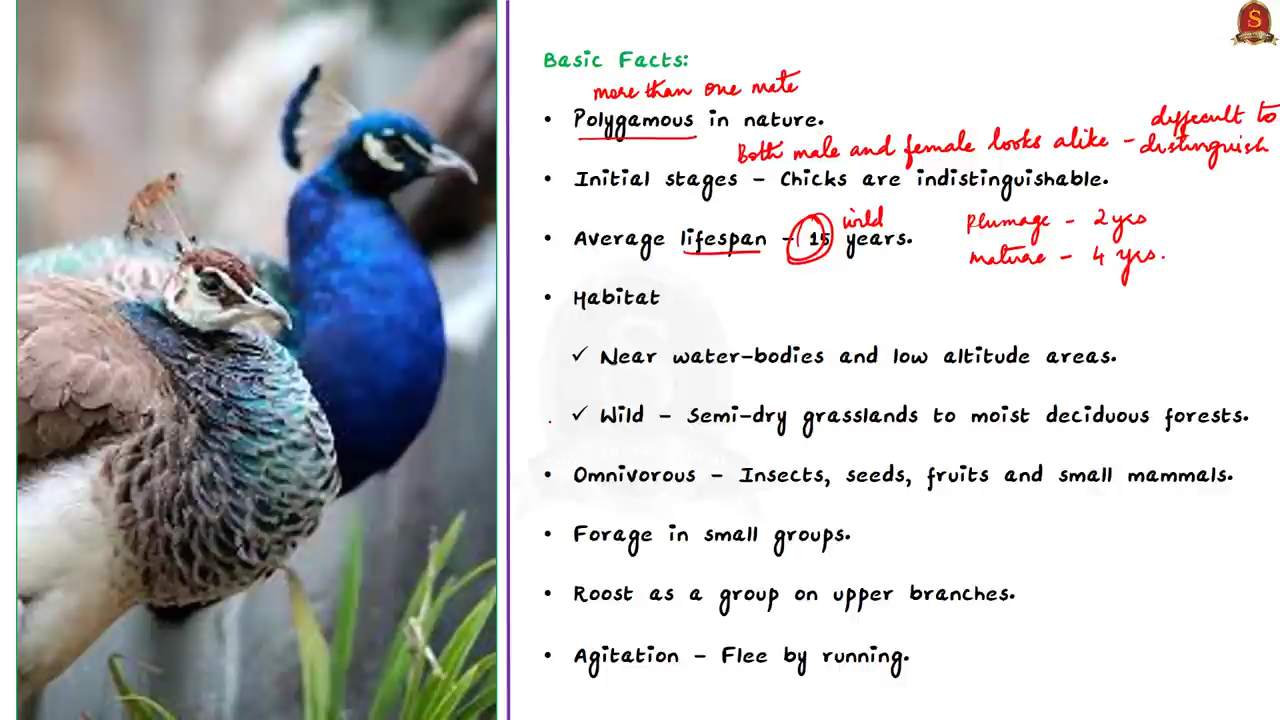 Basic Facts:
more than one mate
• Polygamous in nature.
difficult to
Both male and female looks alike - distinguish
• Initial stages – Chicks are indistinguishable.
wild
• Average lifespan – 15 years.
Plumage - 2 yrs
mature - 4 yrs.
• Habitat
✓ Near water-bodies and low altitude areas.
✓ Wild – Semi-dry grasslands to moist deciduous forests.
• Omnivorous – Insects, seeds, fruits and small mammals.
• Forage in small groups.
• Roost as a group on upper branches.
• Agitation – Flee by running.
S